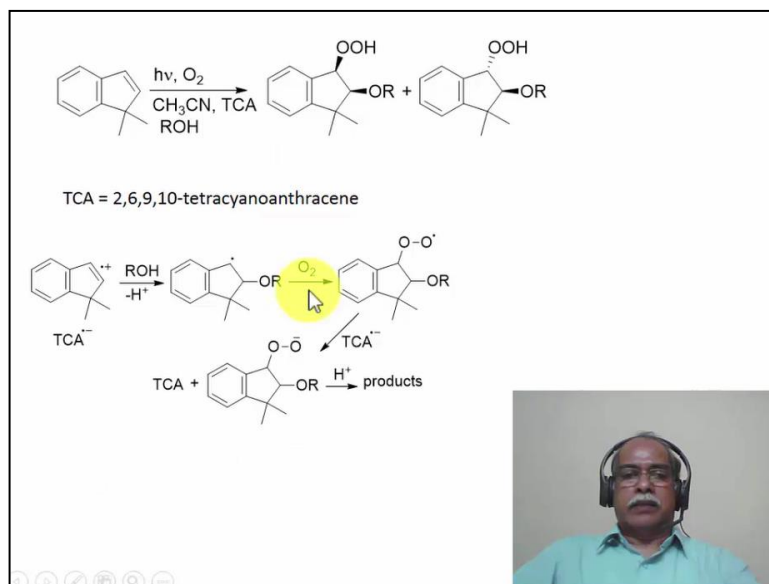 OOH OOH
hν, O₂
OR + OR
CH₃CN, TCA
ROH
TCA = 2,6,9,10-tetracyanoanthracene
O-O•
•+ ROH • O₂
-H⁺ OR OR
TCA•−
TCA•−
O-Ō
TCA + OR H⁺ products